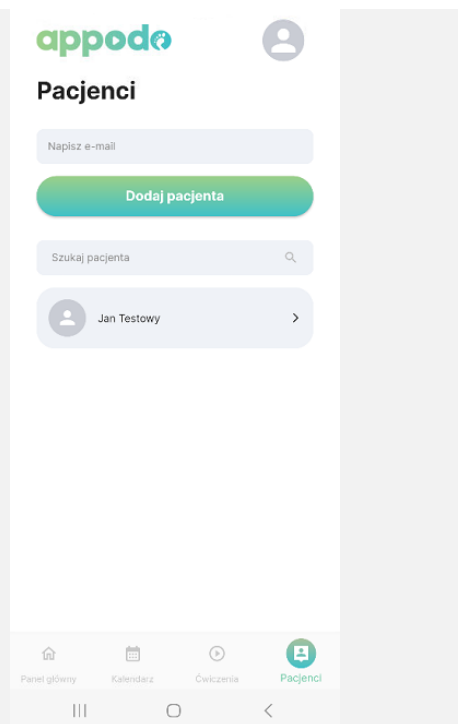 appodo
Pacjenci
Napisz e-mail
Dodaj pacjenta
Szukaj pacjenta
Jan Testowy
Panel główny Kalendarz Ćwiczenia Pacjenci